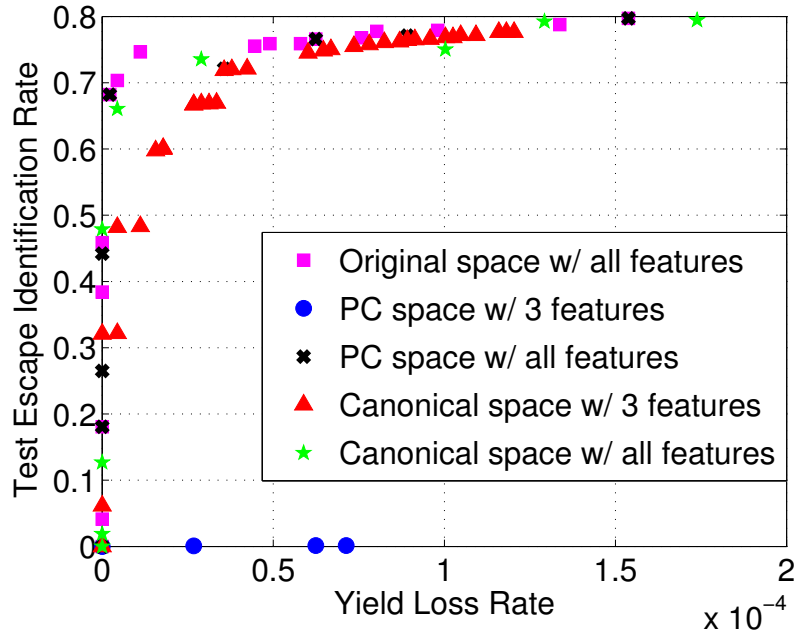 0.8
0.7
0.6
0.5
0.4
0.3
0.2
0.1
0
Test Escape Identification Rate
Original space w/ all features
PC space w/ 3 features
PC space w/ all features
Canonical space w/ 3 features
Canonical space w/ all features
0 0.5 1 1.5 2
Yield Loss Rate
x 10⁻⁴